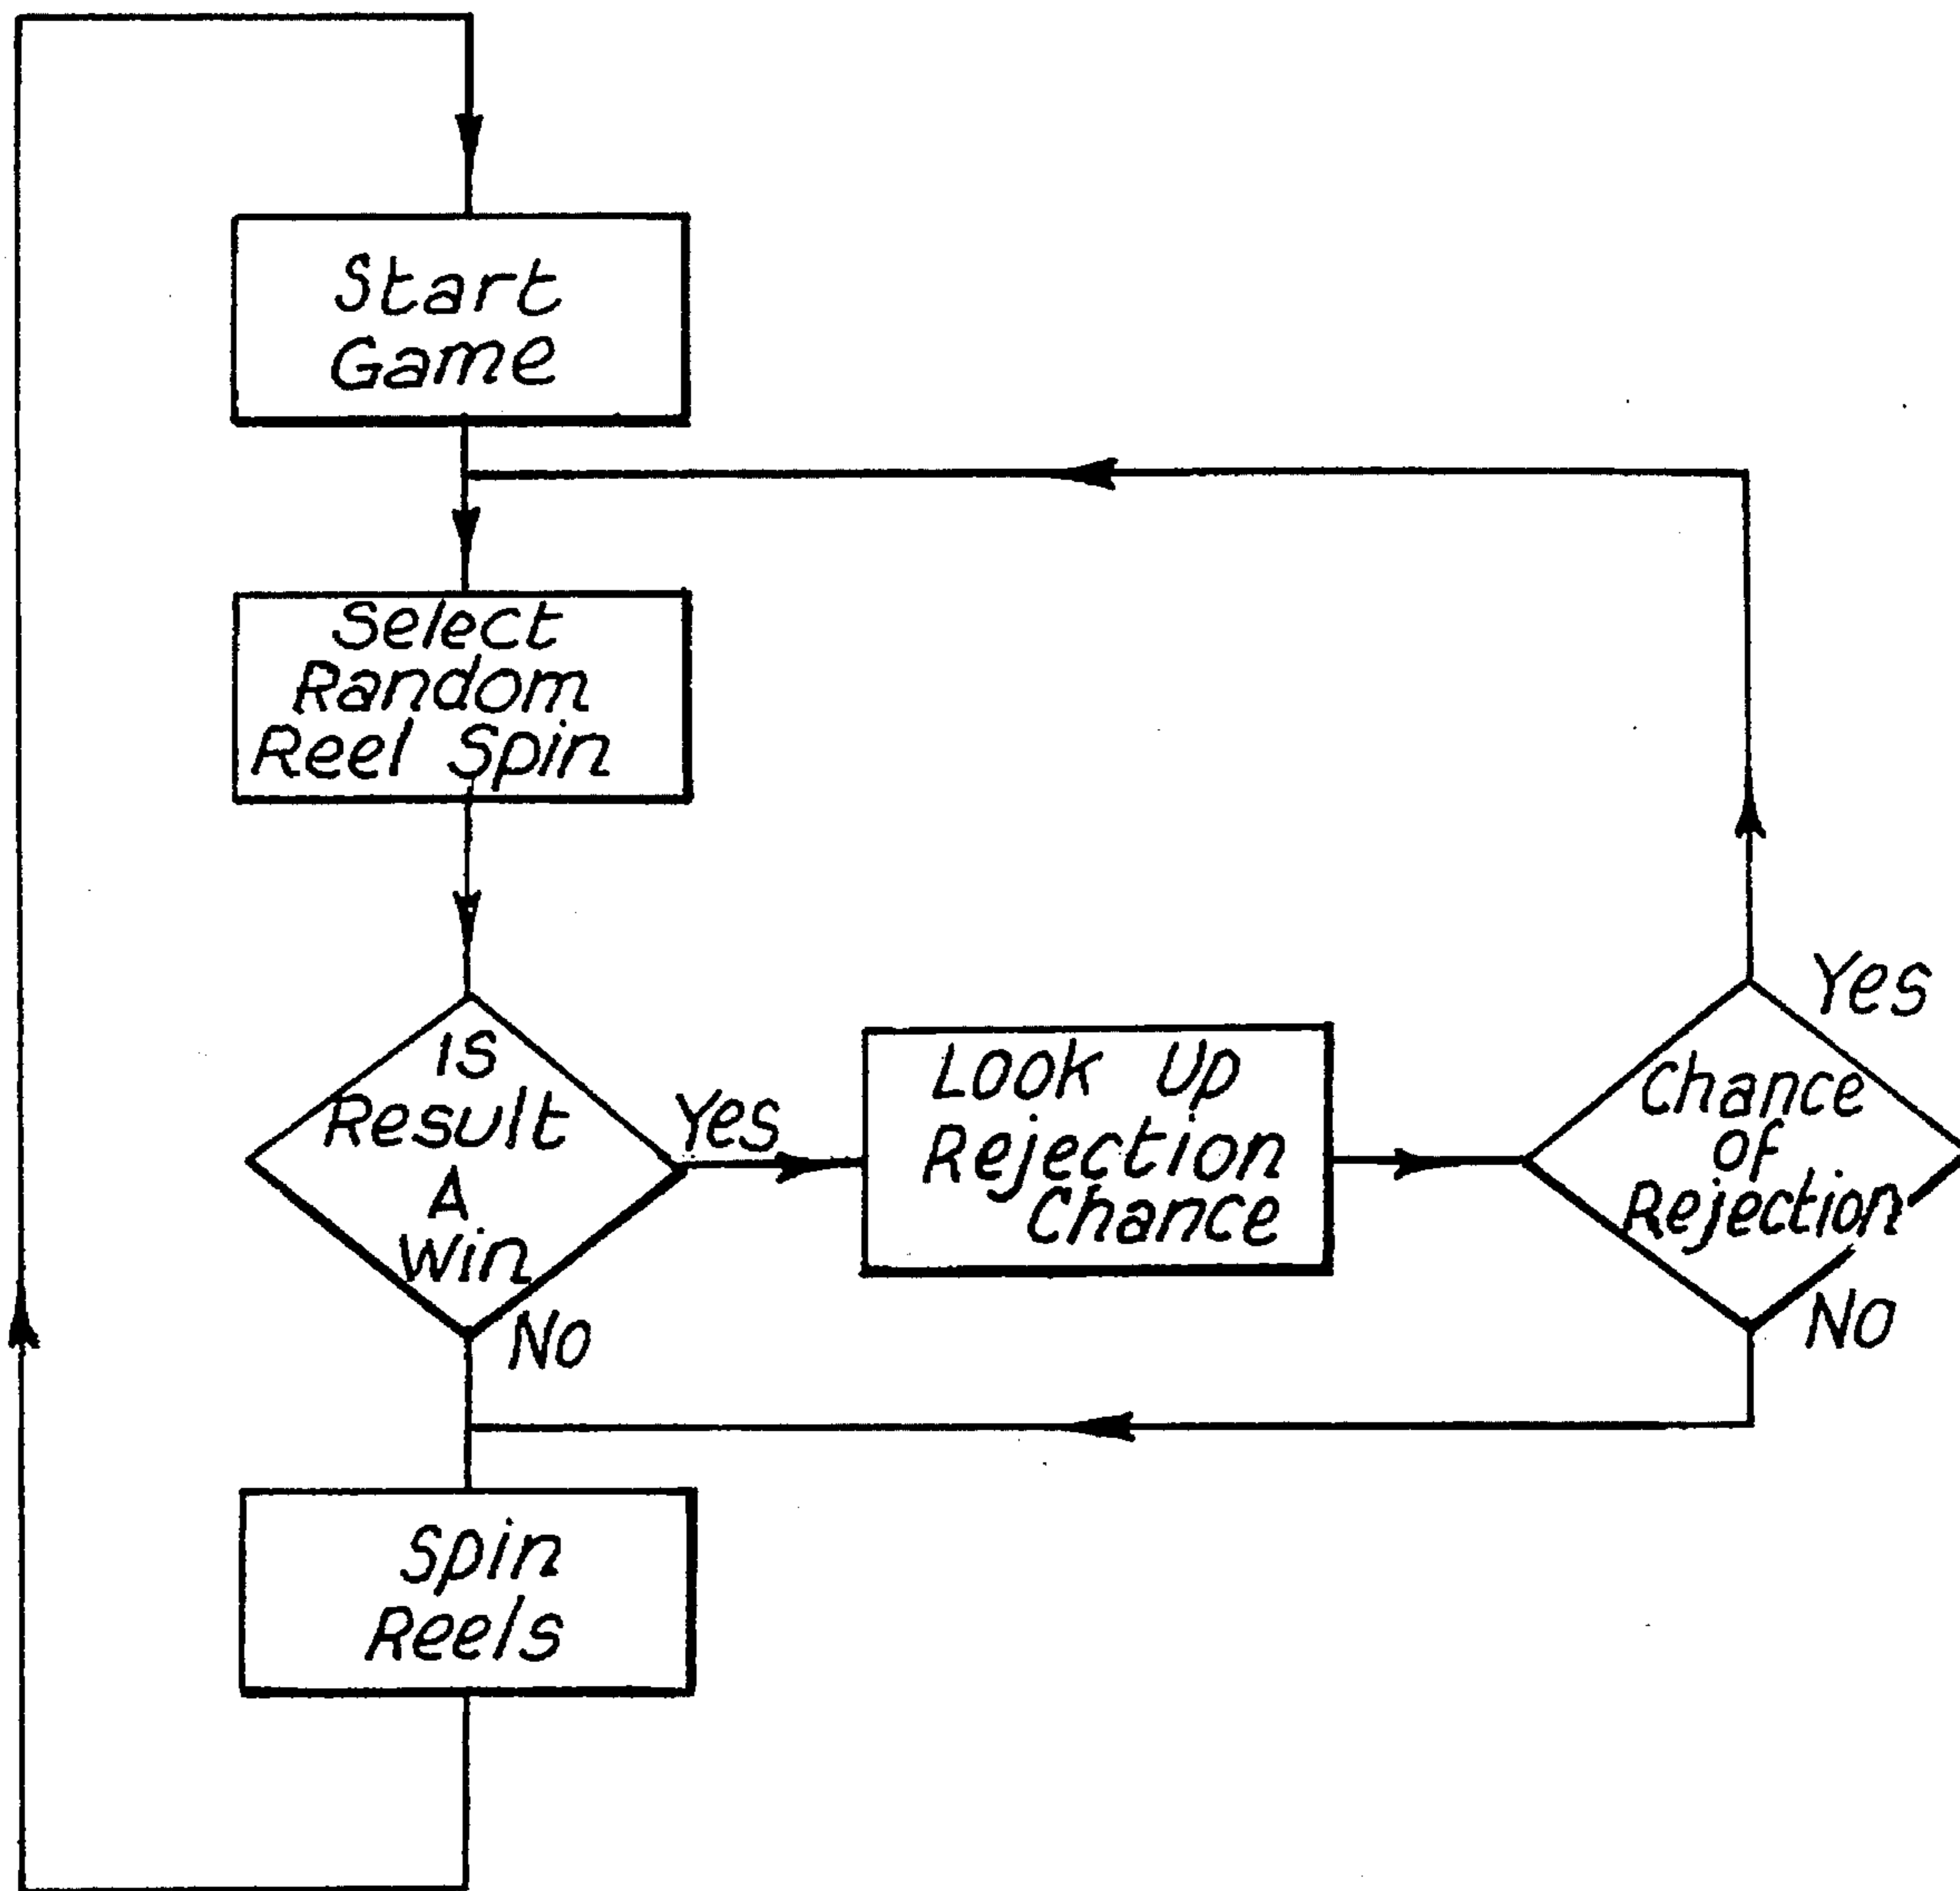 Start
Game
Select
Random
Reel Spin
Is
Result
A
Win
Yes
No
Look Up
Rejection
Chance
Chance
of
Rejection
Yes
No
Spin
Reels